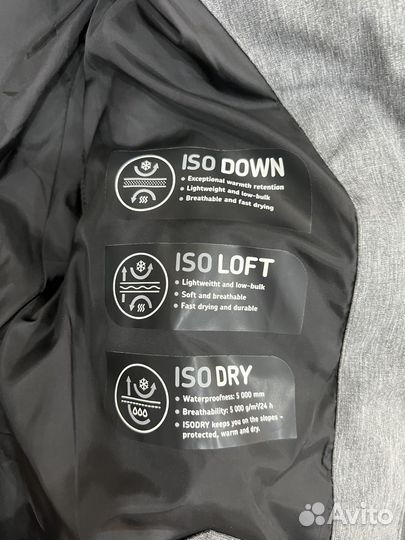 ISO DOWN
• Exceptional warmth retention
• Lightweight and low-bulk
• Breathable and fast drying
ISO LOFT
• Lightweitht and low-bulk
• Soft and breathable
• Fast drying and durable
ISO DRY
• Waterproofness: 5 000 mm
• Breathability: 5 000 g/m²/24 h
• ISODRY keeps you on the slopes -
protected, warm and dry.
Avito